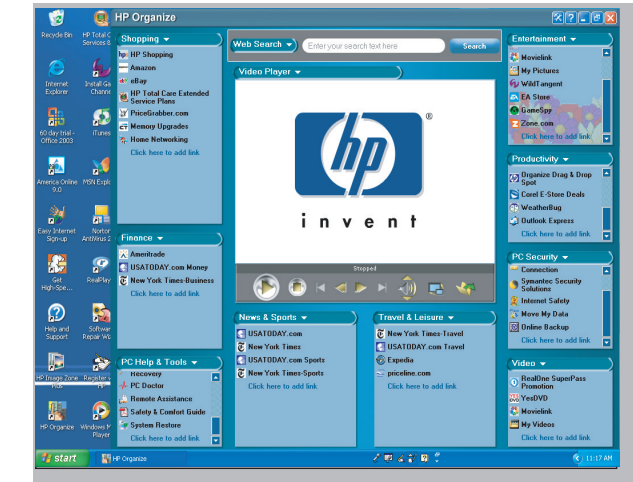 HP Organize
Recycle Bin
HP Total C
Services &
Internet
Explorer
Install Ga
Channe
60 day trial -
Office 2003
iTunes
America Online
9.0
MSN Explo
Easy Internet
Sign-up
Norton
AntiVirus 2
Get
High-Spe...
RealPlay
Help and
Support
Softwar
Repair Wiz
HP Image Zone
Plus
Register w
HP Organize
Windows M
Player
Shopping
HP Shopping
Amazon
eBay
HP Total Care Extended
Service Plans
PriceGrabber.com
Memory Upgrades
Home Networking
Click here to add link
Finance
Ameritrade
USATODAY.com Money
New York Times-Business
Click here to add link
PC Help & Tools
Recovery
PC Doctor
Remote Assistance
Safety & Comfort Guide
System Restore
Click here to add link
Web Search
Enter your search text here
Search
Video Player
hp
®
invent
Stopped
News & Sports
USATODAY.com
New York Times
USATODAY.com Sports
New York Times-Sports
Click here to add link
Travel & Leisure
New York Times-Travel
USATODAY.com Travel
Expedia
priceline.com
Click here to add link
Entertainment
Movielink
My Pictures
WildTangent
EA Store
GameSpy
Zone.com
Click here to add link
Productivity
Organize Drag & Drop
Spot
Corel E-Store Deals
WeatherBug
Outlook Express
Click here to add link
PC Security
Connection
Symantec Security
Solutions
Internet Safety
Move My Data
Online Backup
Click here to add link
Video
RealOne SuperPass
Promotion
YesDVD
Movielink
My Videos
Click here to add link
start
HP Organize
11:17 AM